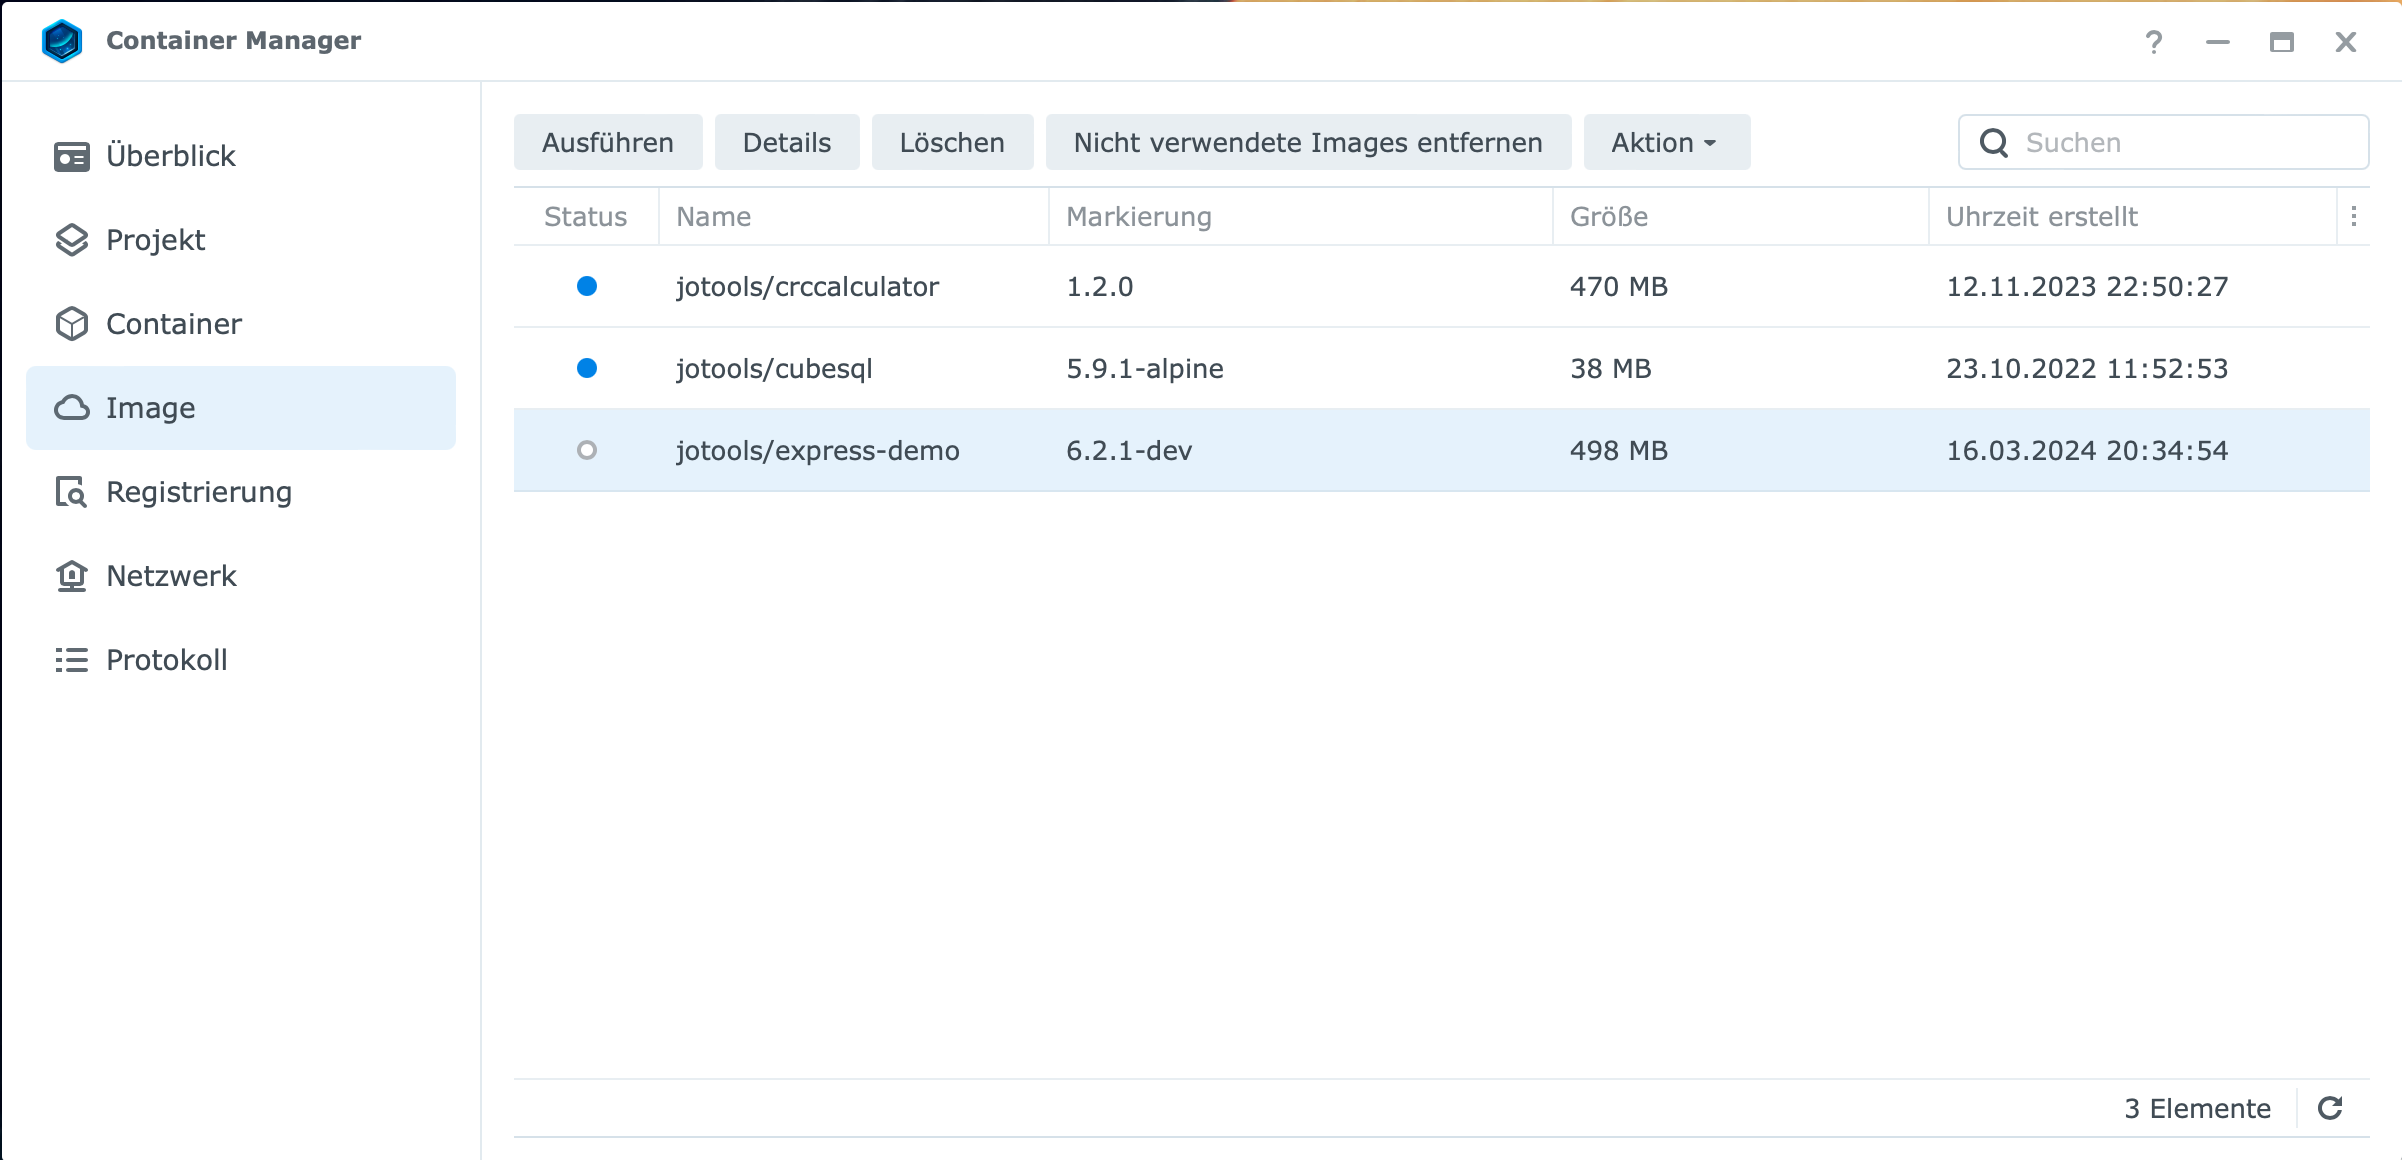 Container Manager
Überblick
Projekt
Container
Image
Registrierung
Netzwerk
Protokoll
Ausführen Details Löschen Nicht verwendete Images entfernen Aktion Suchen
Status Name Markierung Größe Uhrzeit erstellt
jotools/crccalculator 1.2.0 470 MB 12.11.2023 22:50:27
jotools/cubesql 5.9.1-alpine 38 MB 23.10.2022 11:52:53
jotools/express-demo 6.2.1-dev 498 MB 16.03.2024 20:34:54
3 Elemente